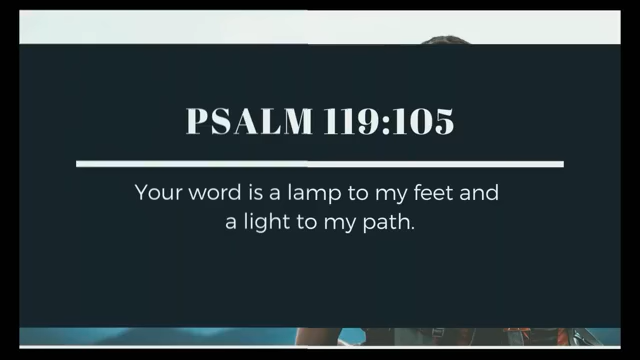 PSALM 119:105
Your word is a lamp to my feet and
a light to my path.